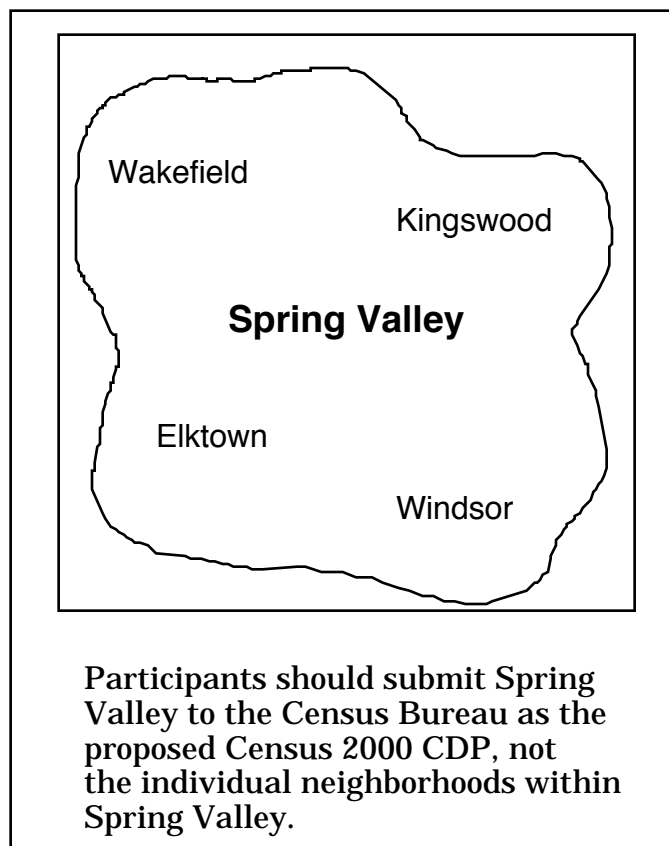 Wakefield
Kingswood
Spring Valley
Elktown
Windsor
Participants should submit Spring
Valley to the Census Bureau as the
proposed Census 2000 CDP, not
the individual neighborhoods within
Spring Valley.